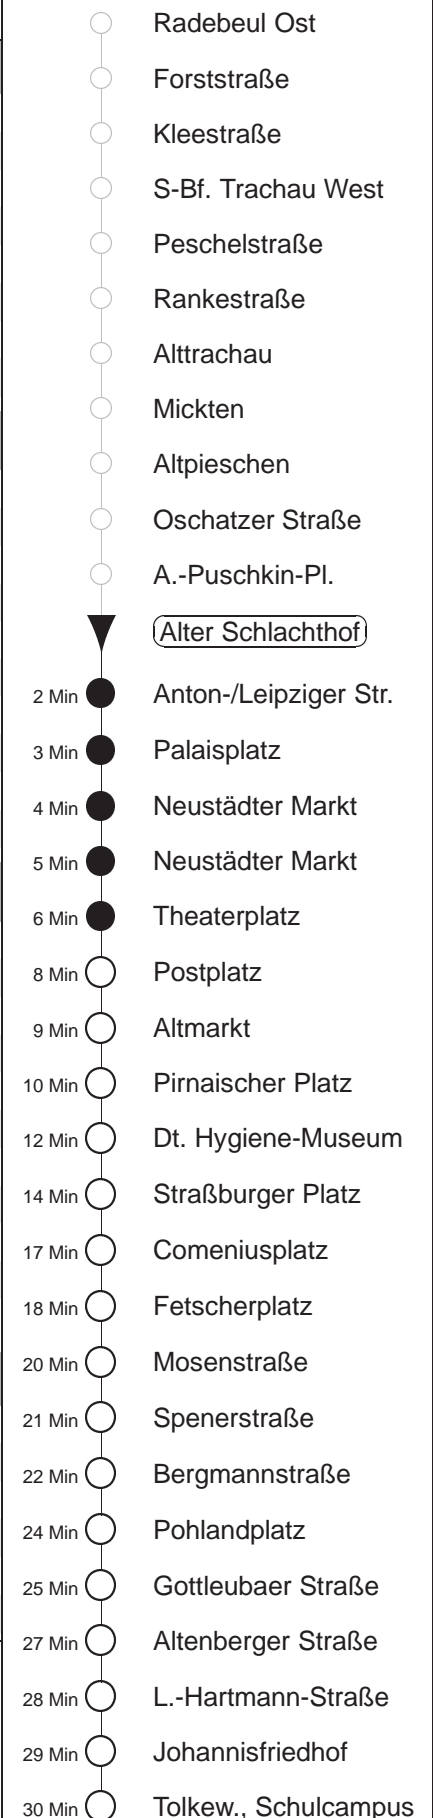 Radebeul Ost
Forststraße
Kleestraße
S-Bf. Trachau West
Peschelstraße
Rankestraße
Alttrachau
Mickten
Altpieschen
Oschatzer Straße
A.-Puschkin-Pl.
Alter Schlachthof
2 Min Anton-/Leipziger Str.
3 Min Palaisplatz
4 Min Neustädter Markt
5 Min Neustädter Markt
6 Min Theaterplatz
8 Min Postplatz
9 Min Altmarkt
10 Min Pirnaischer Platz
12 Min Dt. Hygiene-Museum
14 Min Straßburger Platz
17 Min Comeniusplatz
18 Min Fetscherplatz
20 Min Mosenstraße
21 Min Spenerstraße
22 Min Bergmannstraße
24 Min Pohlandplatz
25 Min Gottleubaer Straße
27 Min Altenberger Straße
28 Min L.-Hartmann-Straße
29 Min Johannisfriedhof
30 Min Tolkew., Schulcampus